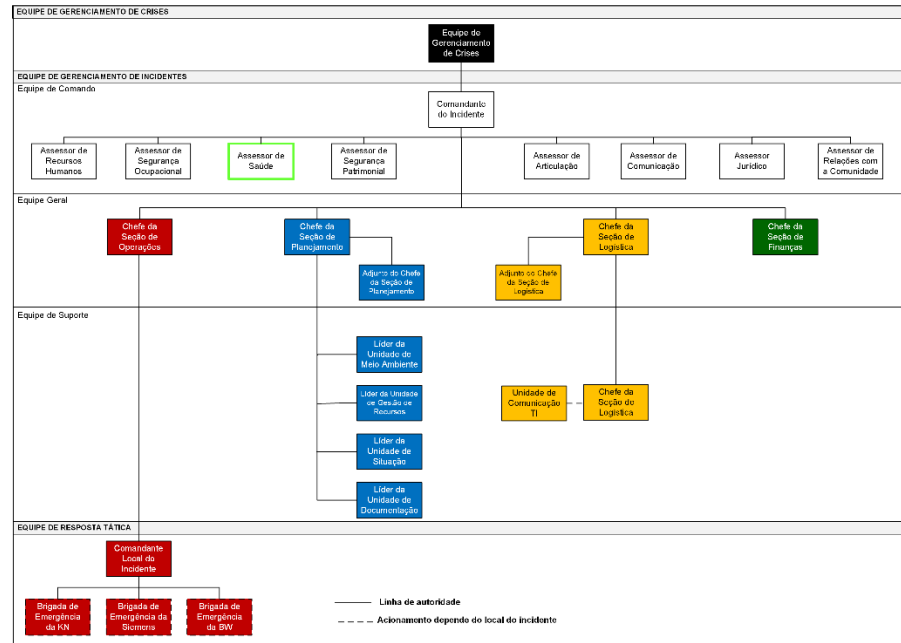 EQUIPE DE GERENCIAMENTO DE CRISES
Equipe de
Gerenciamento
de Crises
EQUIPE DE GERENCIAMENTO DE INCIDENTES
Equipe de Comando
Comandante
do Incidente
Assessor de
Recursos
Humanos
Assessor de
Segurança
Ocupacional
Assessor de
Saúde
Assessor de
Segurança
Patrimonial
Assessor de
Articulação
Assessor de
Comunicação
Assessor
Jurídico
Assessor de
Relações com
a Comunidade
Equipe Geral
Chefe da
Seção de
Operações
Chefe da
Seção de
Planejamento
Chefe da
Seção de
Logística
Chefe da
Seção de
Finanças
Adjunto do Chefe
da Seção de
Planejamento
Adjunto do Chefe
da Seção de
Logística
Equipe de Suporte
Líder da
Unidade de
Meio Ambiente
Líder da Unidade
de Gestão de
Recursos
Unidade de
Comunicação
TI
Chefe da
Seção de
Logística
Líder da
Unidade de
Situação
Líder da
Unidade de
Documentação
EQUIPE DE RESPOSTA TÁTICA
Comandante
Local do
Incidente
Brigada de
Emergência
da KN
Brigada de
Emergência da
Siemens
Brigada de
Emergência
da BW
Linha de autoridade
Acionamento depende do local do incidente